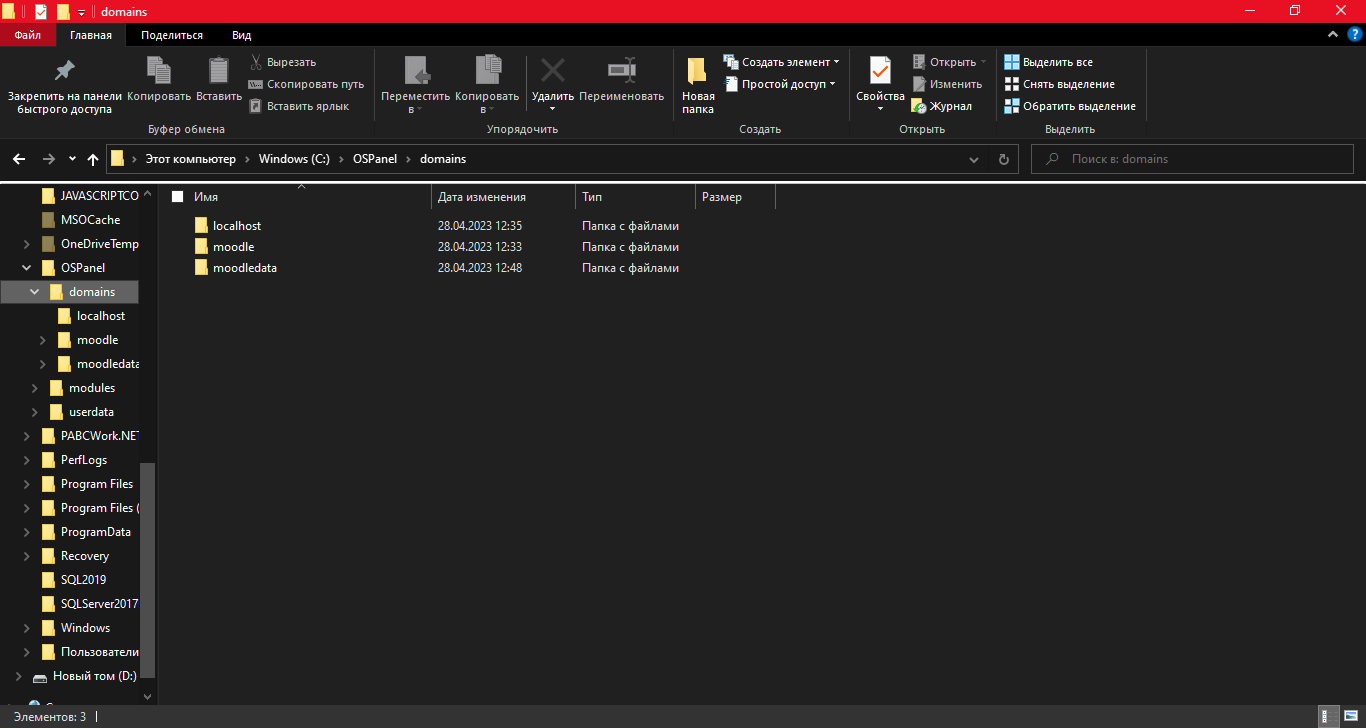 domains
Файл Главная Поделиться Вид
Закрепить на панели быстрого доступа
Копировать
Вставить
Вырезать
Скопировать путь
Вставить ярлык
Буфер обмена
Переместить в
Копировать в
Удалить
Переименовать
Упорядочить
Новая папка
Создать элемент
Простой доступ
Создать
Свойства
Открыть
Изменить
Журнал
Открыть
Выделить все
Снять выделение
Обратить выделение
Выделить
Этот компьютер Windows (C:) OSPanel domains
Поиск в: domains
JAVASCRIPTCO
MSOCache
OneDriveTemp
OSPanel
domains
localhost
moodle
moodledata
modules
userdata
PABCWork.NET
PerfLogs
Program Files
Program Files (
ProgramData
Recovery
SQL2019
SQLServer2017
Windows
Пользователи
Новый том (D:)
Имя Дата изменения Тип Размер
localhost 28.04.2023 12:35 Папка с файлами
moodle 28.04.2023 12:33 Папка с файлами
moodledata 28.04.2023 12:48 Папка с файлами
Элементов: 3